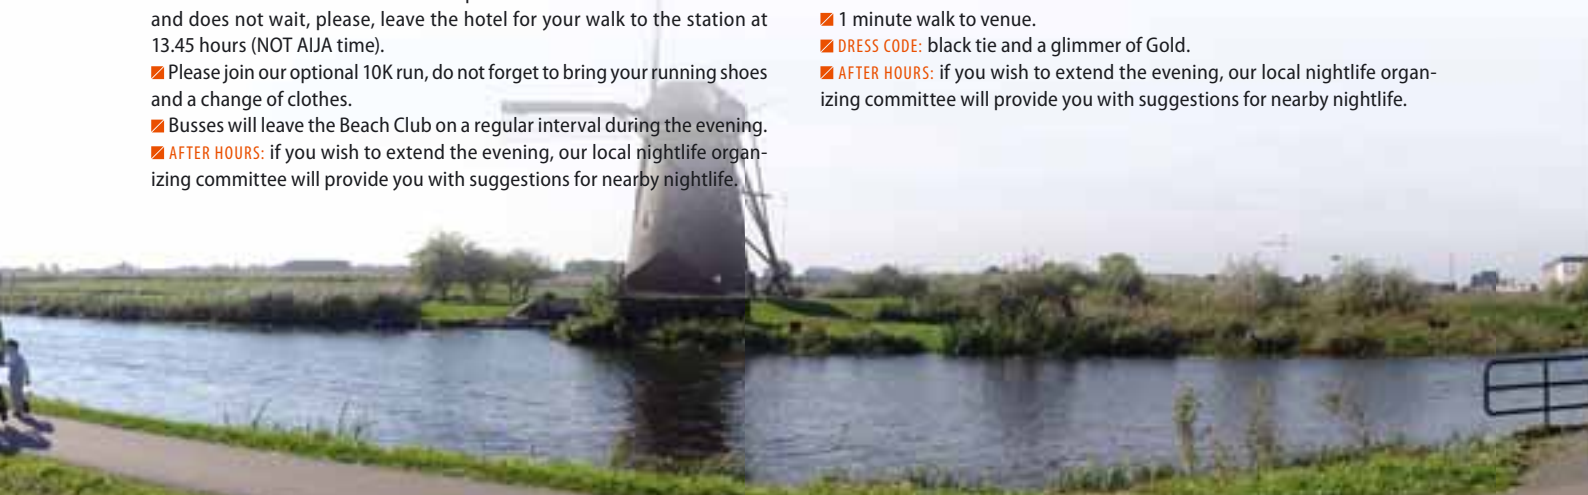 and does not wait, please, leave the hotel for your walk to the station at
13.45 hours (NOT AIJA time).
Please join our optional 10K run, do not forget to bring your running shoes
and a change of clothes.
Busses will leave the Beach Club on a regular interval during the evening.
AFTER HOURS: if you wish to extend the evening, our local nightlife organ-
izing committee will provide you with suggestions for nearby nightlife.
1 minute walk to venue.
DRESS CODE: black tie and a glimmer of Gold.
AFTER HOURS: if you wish to extend the evening, our local nightlife organ-
izing committee will provide you with suggestions for nearby nightlife.